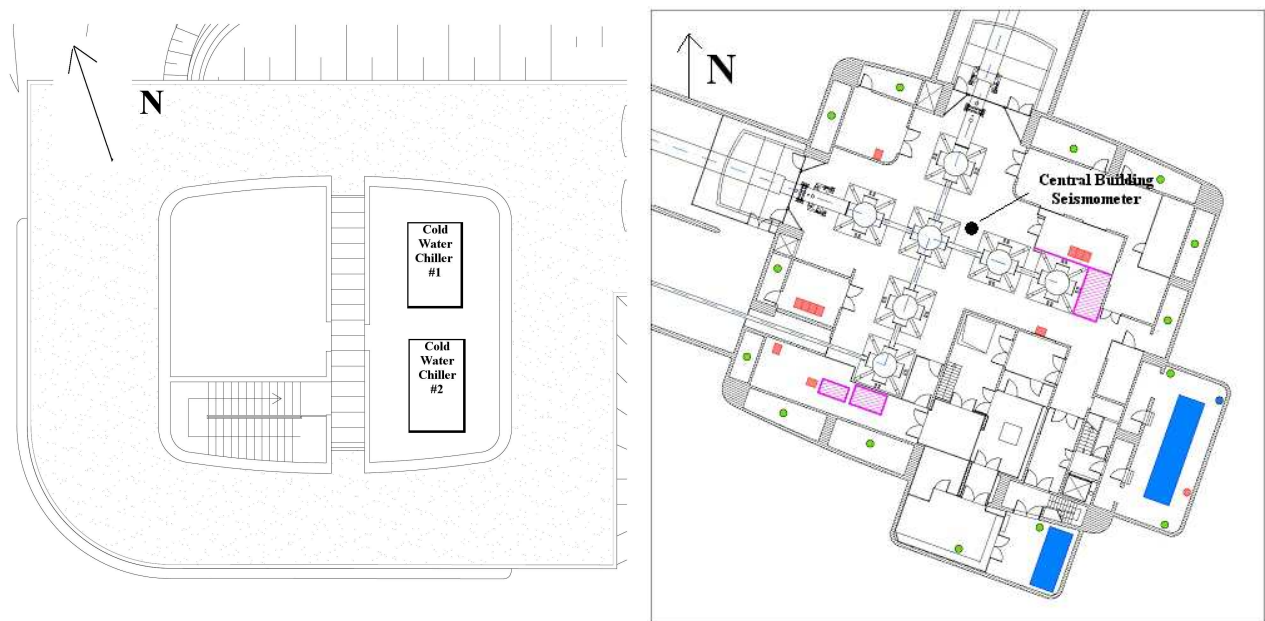 N
Cold
Water
Chiller
#1
Cold
Water
Chiller
#2
N
Central Building
Seismometer